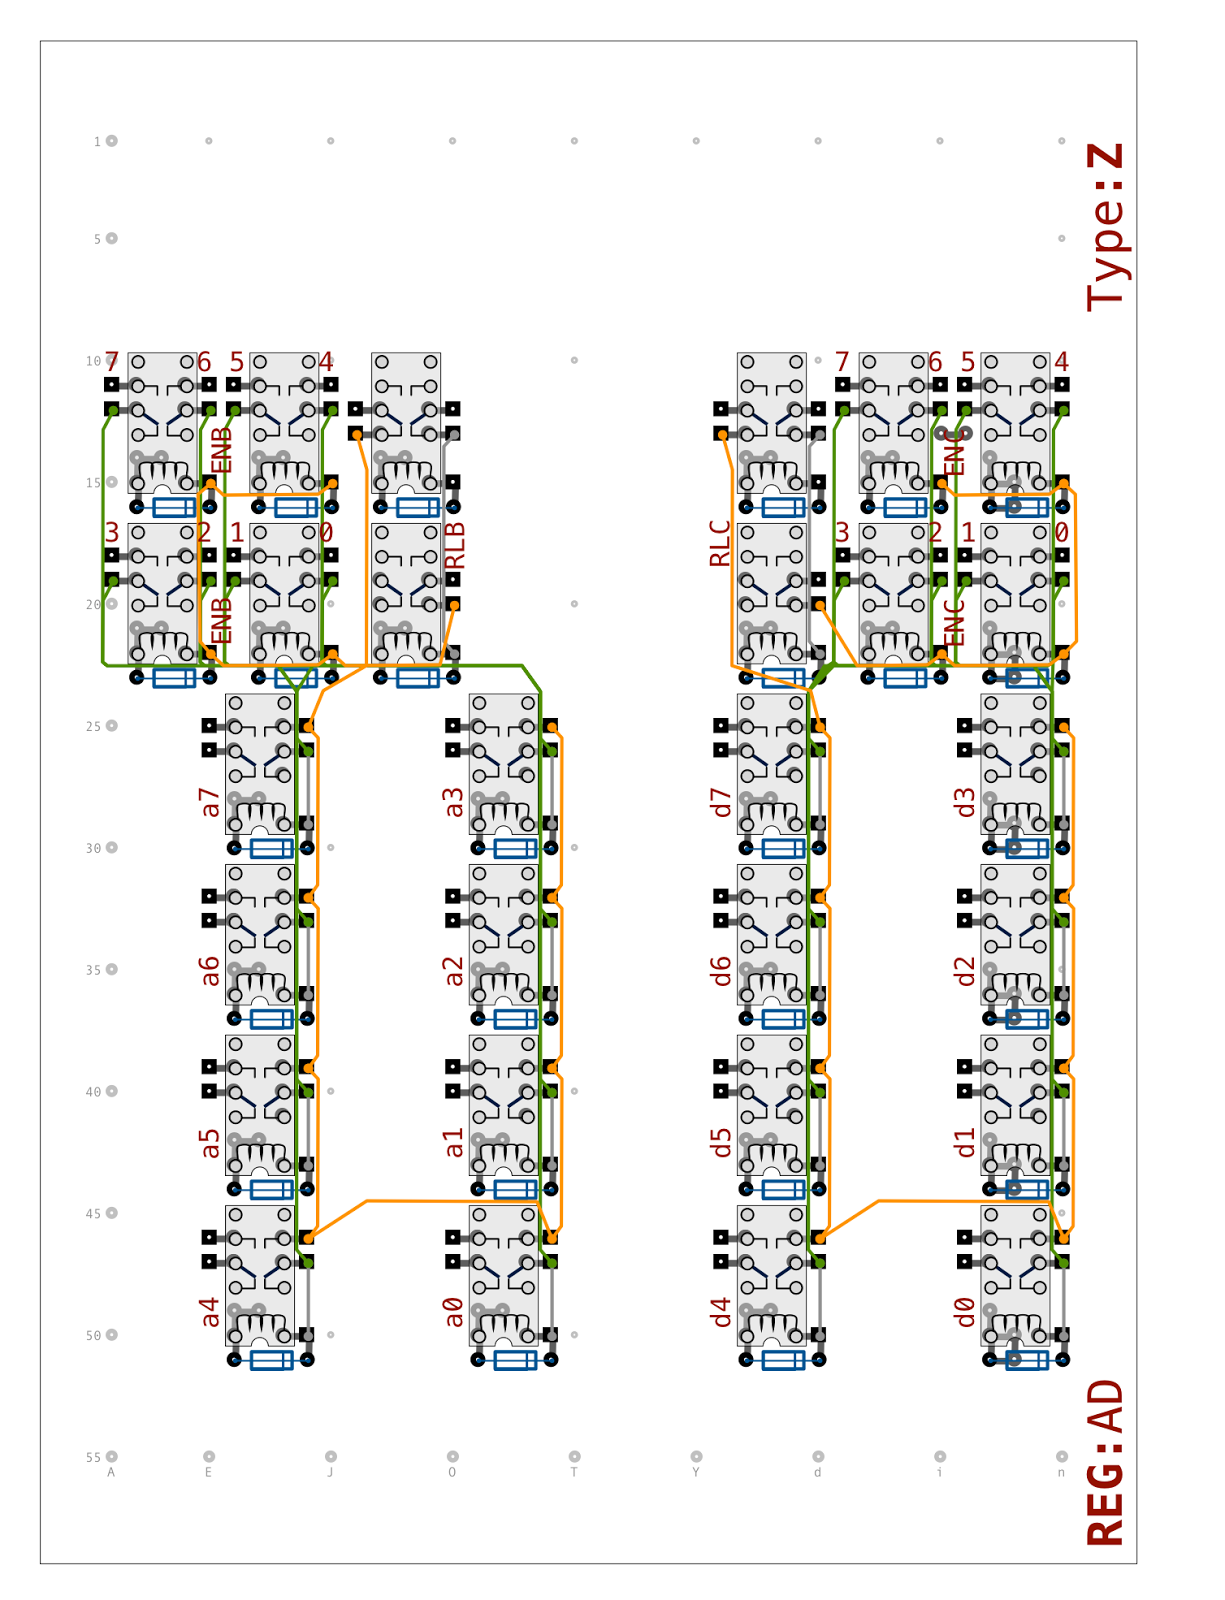 1
Type:Z
5
10
7 6 5 4 7 6 5 4
ENB ENC
15
3 2 1 0 RLB RLC 3 2 1 0
20
ENB ENC
25
a7 a3 d7 d3
30
35
a6 a2 d6 d2
40
a5 a1 d5 d1
45
a4 a0 d4 d0
50
REG:AD
55
A E J O T Y d i n